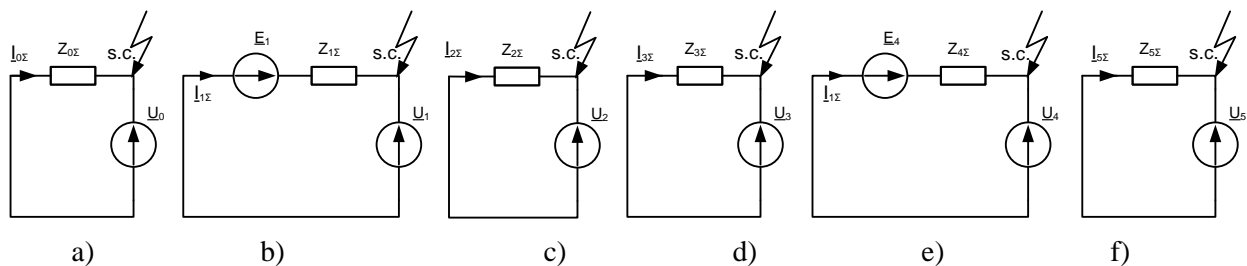 I0Σ Z0Σ s.c. U0
E1 Z1Σ s.c. I1Σ U1
I2Σ Z2Σ s.c. U2
I3Σ Z3Σ s.c. U3
E4 Z4Σ s.c. I1Σ U4
I5Σ Z5Σ s.c. U5
a) b) c) d) e) f)